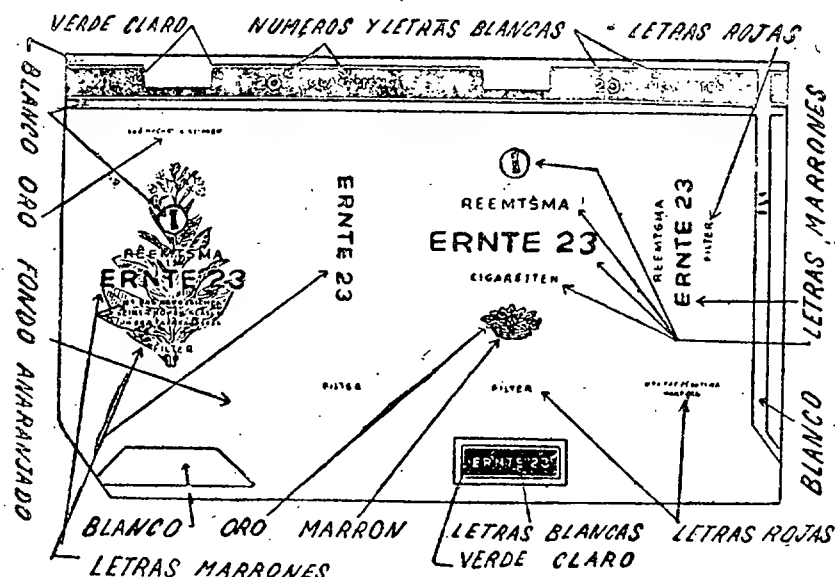 VERDE CLARO
NUMEROS Y LETRAS BLANCAS
LETRAS ROJAS
BLANCO
ORO
FONDO ANARANJADO
REEMTSMA
ERNTE 23
FILTER
ERNTE 23
FILTER
REEMTSMA
ERNTE 23
CIGARETTEN
FILTER
REEMTSMA
ERNTE 23
FILTER
LETRAS MARRONES
BLANCO
ERNTE 23
BLANCO
ORO
MARRON
LETRAS BLANCAS
LETRAS ROJAS
VERDE CLARO
LETRAS MARRONES